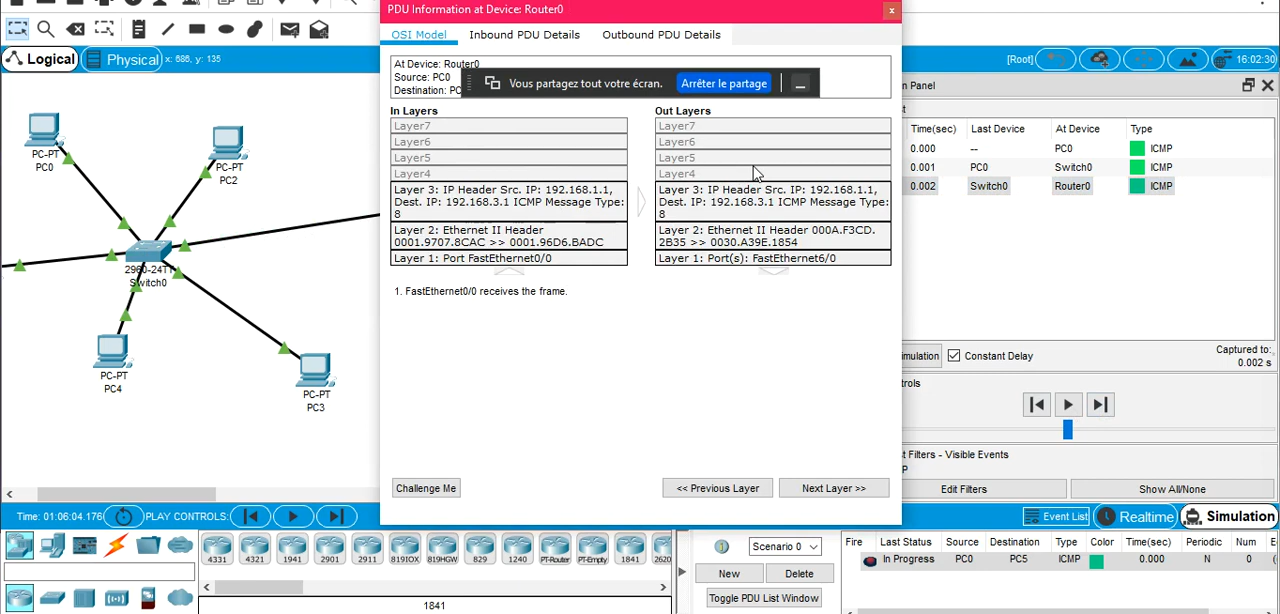 PDU Information at Device: Router0
x
OSI Model
Inbound PDU Details
Outbound PDU Details
Logical
Physical
x: 686, y: 135
[Root]
16:02:30
At Device: Router0
Source: PC0
Destination: PC
Vous partagez tout votre écran.
Arrêter le partage
In Layers
Layer7
Layer6
Layer5
Layer4
Layer 3: IP Header Src. IP: 192.168.1.1,
Dest. IP: 192.168.3.1 ICMP Message Type:
8
Layer 2: Ethernet II Header
0001.9707.8CAC >> 0001.96D6.BADC
Layer 1: Port FastEthernet0/0
Out Layers
Layer7
Layer6
Layer5
Layer4
Layer 3: IP Header Src. IP: 192.168.1.1,
Dest. IP: 192.168.3.1 ICMP Message Type:
8
Layer 2: Ethernet II Header 000A.F3CD.
2B35 >> 0030.A39E.1854
Layer 1: Port(s): FastEthernet6/0
1. FastEthernet0/0 receives the frame.
Challenge Me
<< Previous Layer
Next Layer >>
PC-PT
PC0
PC-PT
PC2
2960-24TT
Switch0
PC-PT
PC4
PC-PT
PC3
n Panel
st
Time(sec) Last Device At Device Type
0.000 -- PC0 ICMP
0.001 PC0 Switch0 ICMP
0.002 Switch0 Router0 ICMP
imulation
Constant Delay
Captured to:
0.002 s
rols
t Filters - Visible Events
P
Edit Filters
Show All/None
Time: 01:06:04.176
PLAY CONTROLS:
Event List
Realtime
Simulation
4331
4321
1941
2901
2911
819IOX
819HGW
829
1240
PT-Router
PT-Empty
1841
2620
1841
Scenario 0
New
Delete
Toggle PDU List Window
Fire Last Status Source Destination Type Color Time(sec) Periodic Num E
In Progress PC0 PC5 ICMP 0.000 N 0 (